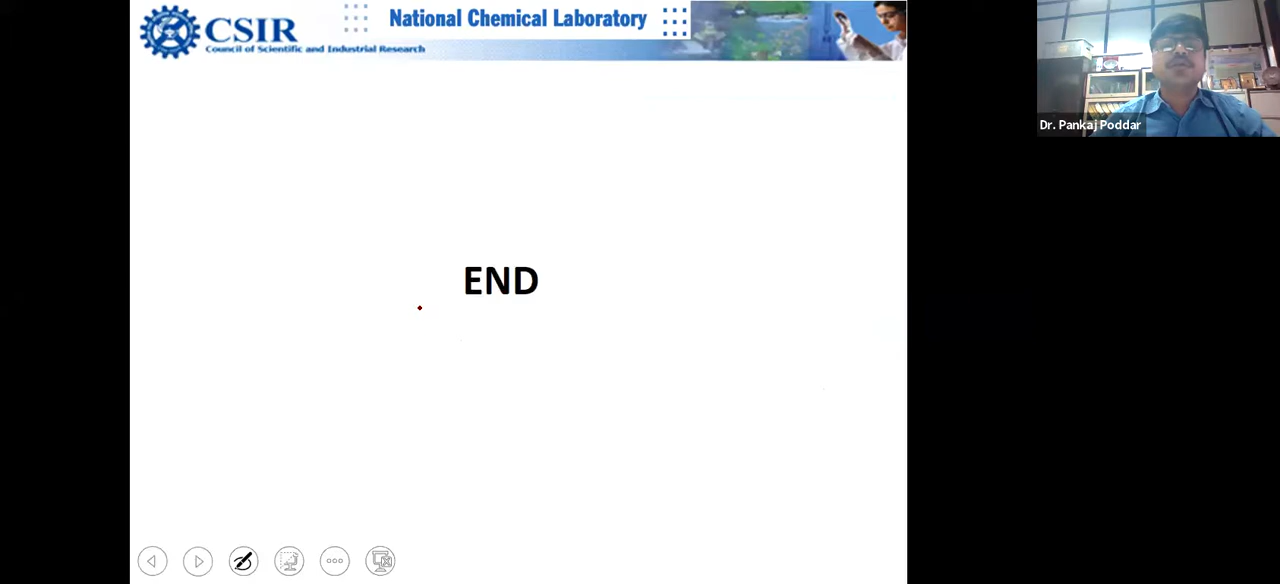 CSIR
Council of Scientific and Industrial Research
National Chemical Laboratory
Dr. Pankaj Poddar
END